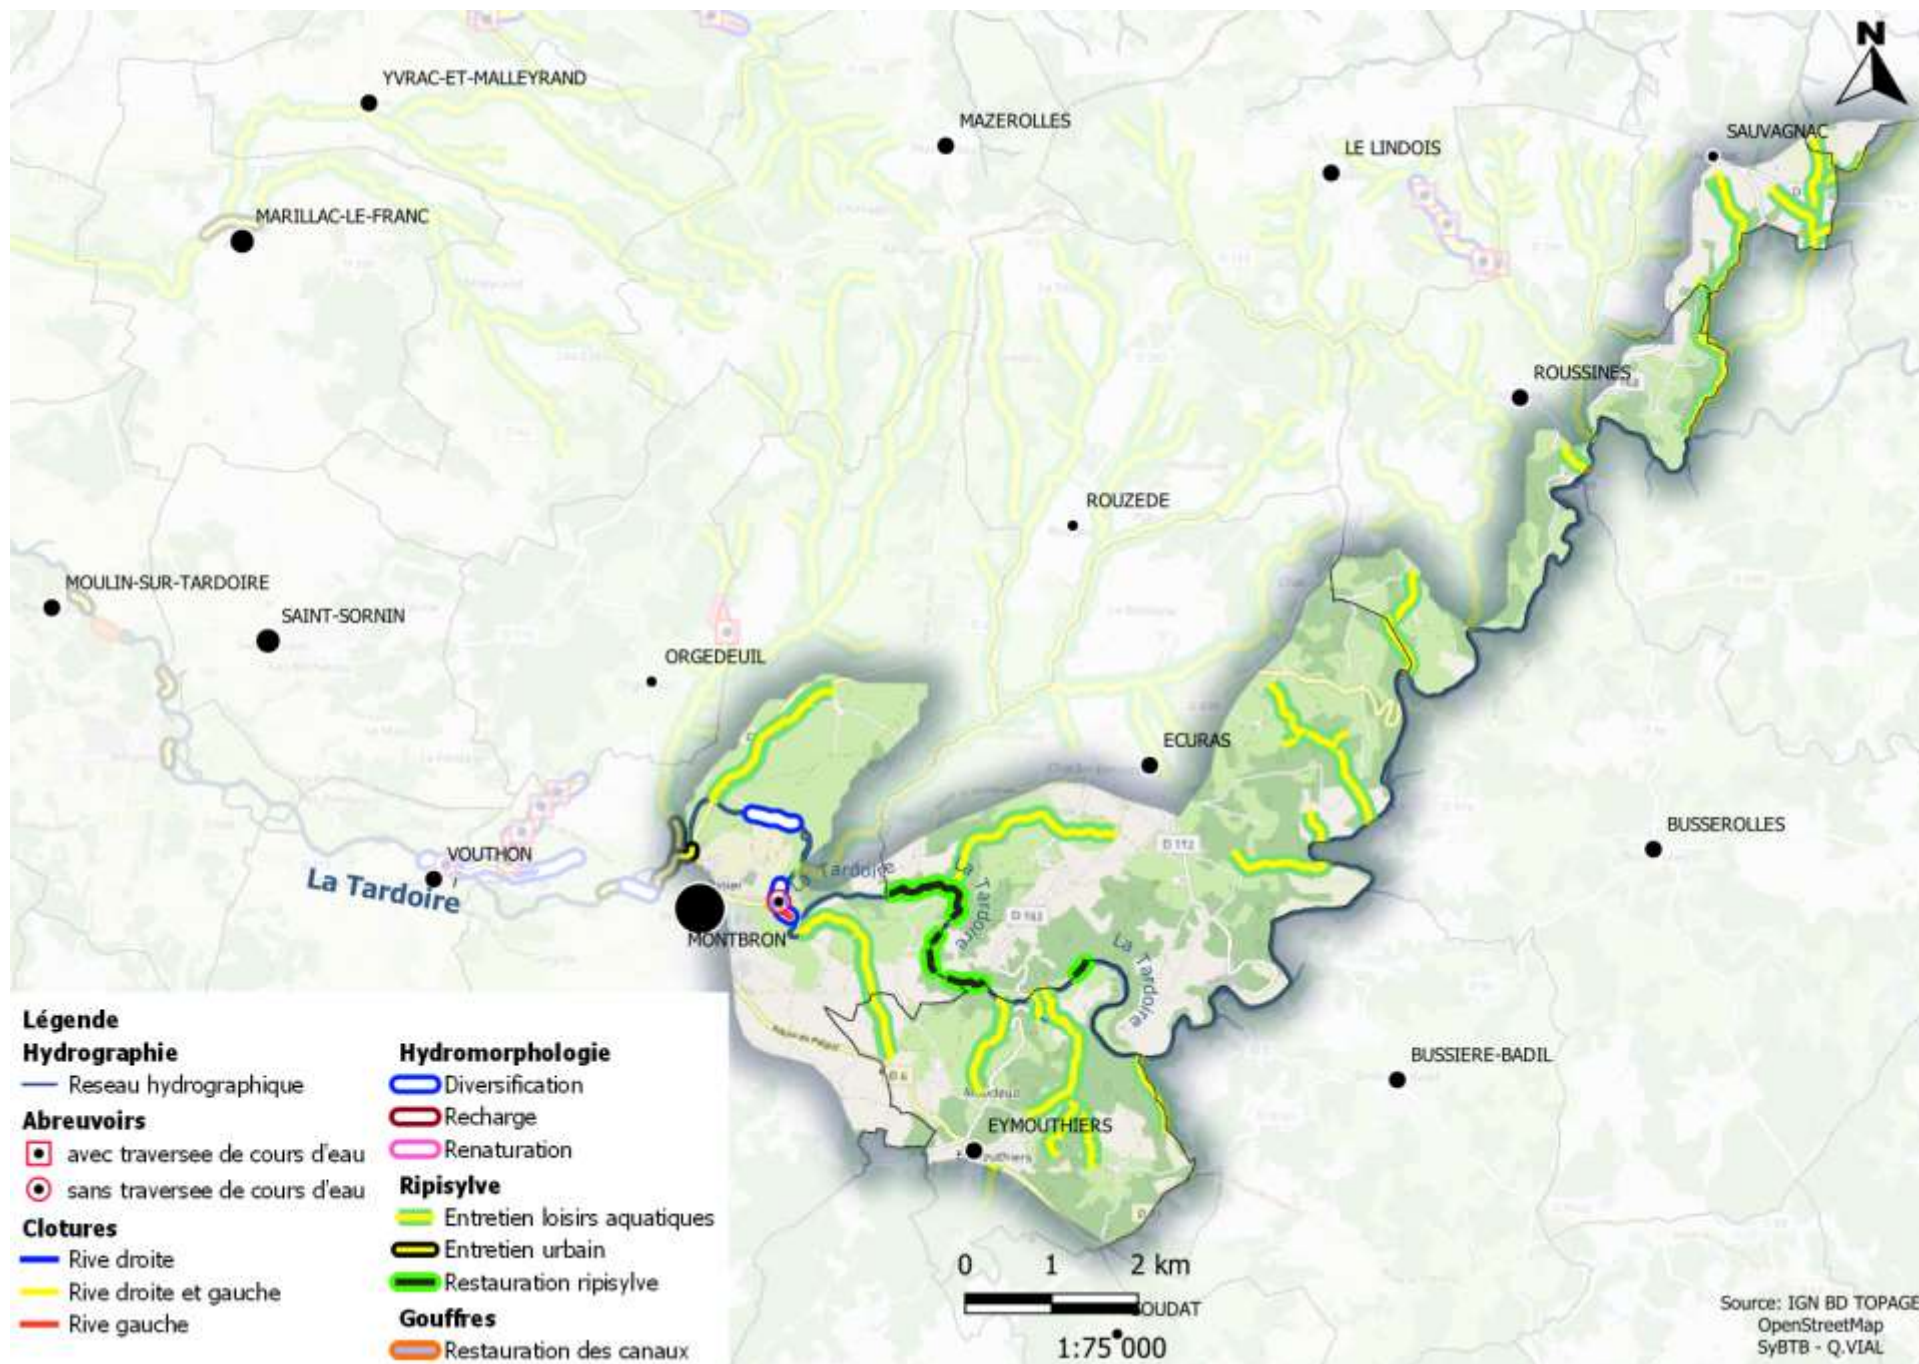 N
YVRAC-ET-MALLEYRAND
MAZEROLLES
SAUVAGNAC
LE LINDOIS
MARILLAC-LE-FRANC
ROUSSINES
ROUZEDE
MOULIN-SUR-TARDOIRE
SAINT-SORNIN
ORGEDEUIL
ECURAS
BUSSEROLLES
D 112
VOUTHON
La Tardoire
La Tardoire
La Tardoire
D 163
MONTBRON
La Tardoire
BUSSIERE-BADIL
D 6
EYMOUTHIERS
Légende
Hydrographie
Reseau hydrographique
Abreuvoirs
avec traversee de cours d'eau
sans traversee de cours d'eau
Clotures
Rive droite
Rive droite et gauche
Rive gauche
Hydromorphologie
Diversification
Recharge
Renaturation
Ripisylve
Entretien loisirs aquatiques
Entretien urbain
Restauration ripisylve
Gouffres
Restauration des canaux
0 1 2 km
OUDAT
1:75 000
Source: IGN BD TOPAGE
OpenStreetMap
SyBTB - Q.VIAL